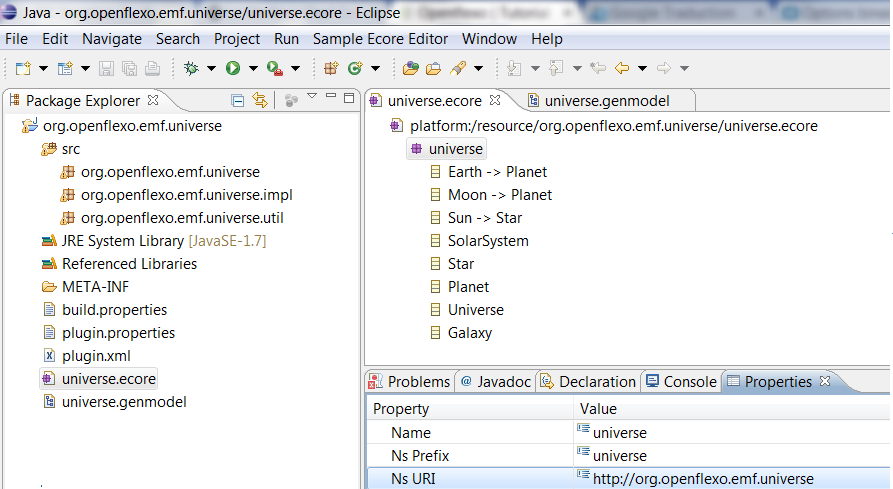 Java - org.openflexo.emf.universe/universe.ecore - Eclipse
File Edit Navigate Search Project Run Sample Ecore Editor Window Help
Package Explorer
org.openflexo.emf.universe
src
org.openflexo.emf.universe
org.openflexo.emf.universe.impl
org.openflexo.emf.universe.util
JRE System Library [JavaSE-1.7]
Referenced Libraries
META-INF
build.properties
plugin.properties
plugin.xml
universe.ecore
universe.genmodel
universe.ecore universe.genmodel
platform:/resource/org.openflexo.emf.universe/universe.ecore
universe
Earth -> Planet
Moon -> Planet
Sun -> Star
SolarSystem
Star
Planet
Universe
Galaxy
Problems @ Javadoc Declaration Console Properties
Property Value
Name universe
Ns Prefix universe
Ns URI http://org.openflexo.emf.universe